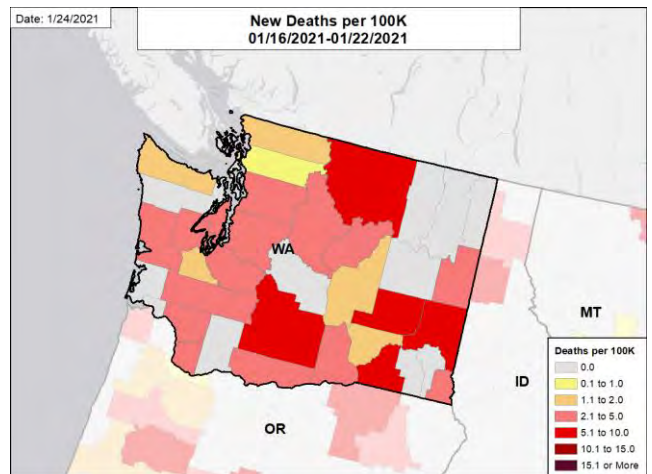 Date: 1/24/2021
New Deaths per 100K
01/16/2021-01/22/2021
WA
MT
ID
OR
Deaths per 100K
0.0
0.1 to 1.0
1.1 to 2.0
2.1 to 5.0
5.1 to 10.0
10.1 to 15.0
15.1 or More